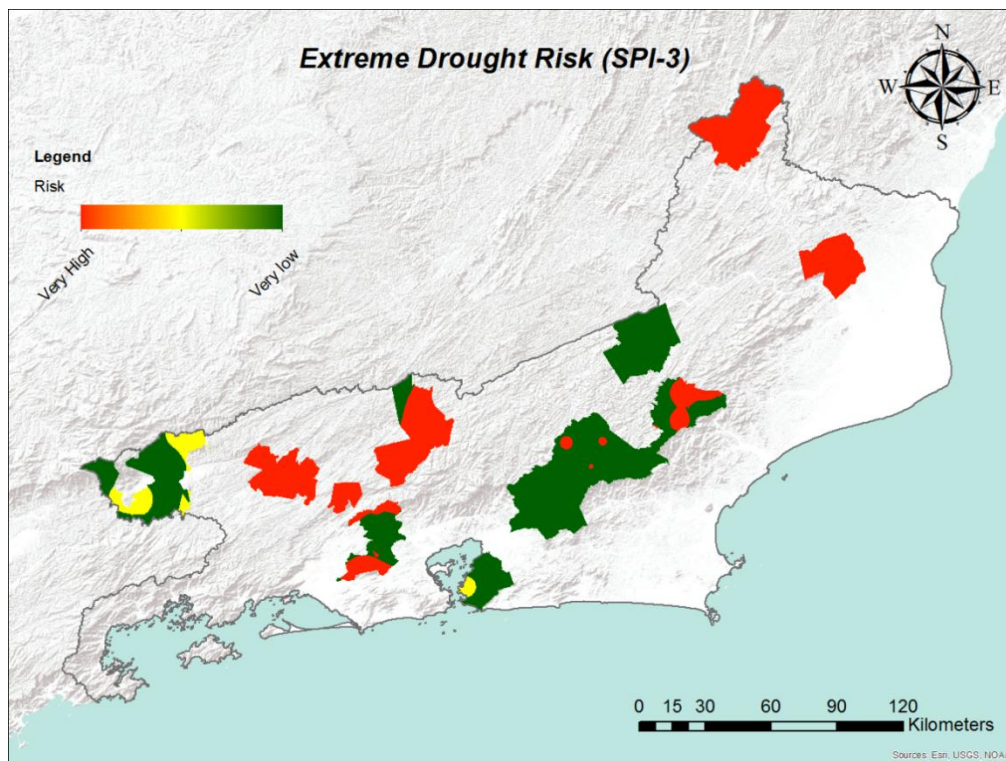 Extreme Drought Risk (SPI-3)
N
W E
S
Legend
Risk
Very High
Very low
0 15 30 60 90 120
Kilometers
Sources: Esri, USGS, NOA